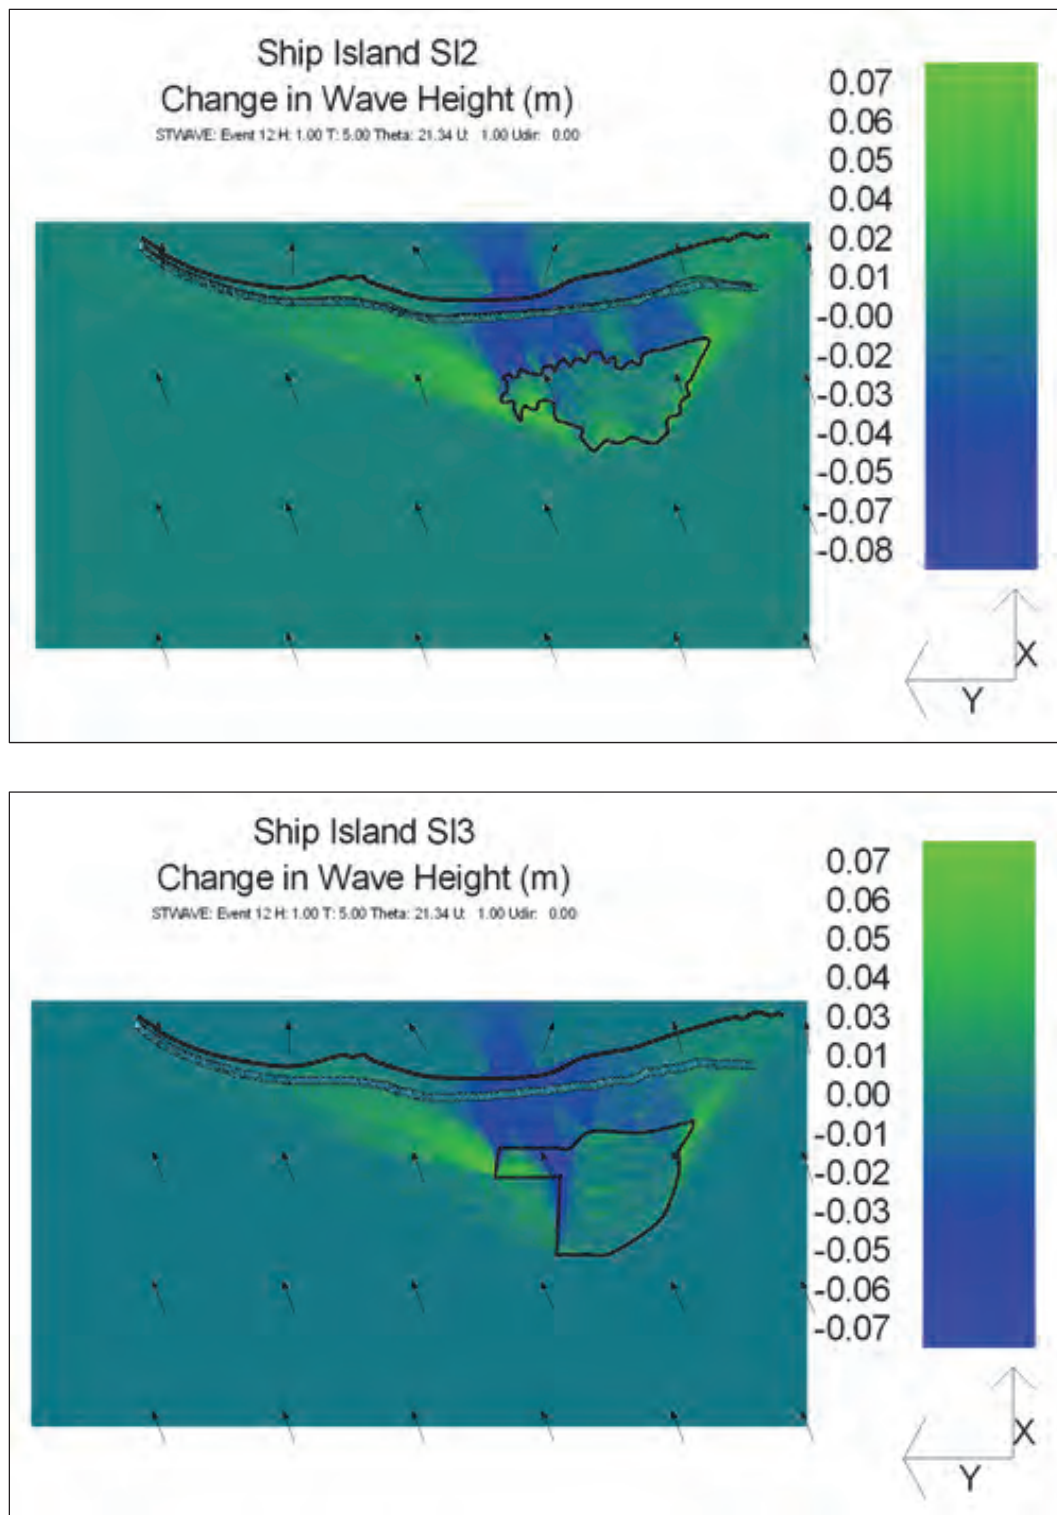 Ship Island SI2
Change in Wave Height (m)
STWAVE: Event 12 H: 1.00 T: 5.00 Theta: 21.34 U: 1.00 Udir: 0.00
0.07
0.06
0.05
0.04
0.02
0.01
-0.00
-0.02
-0.03
-0.04
-0.05
-0.07
-0.08
X
Y
Ship Island SI3
Change in Wave Height (m)
STWAVE: Event 12 H: 1.00 T: 5.00 Theta: 21.34 U: 1.00 Udir: 0.00
0.07
0.06
0.05
0.04
0.03
0.01
0.00
-0.01
-0.02
-0.03
-0.05
-0.06
-0.07
X
Y